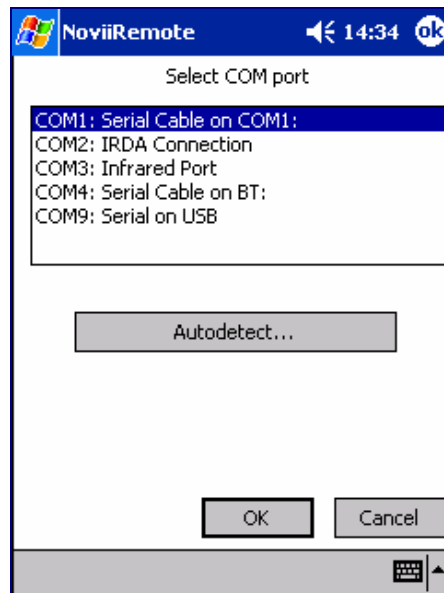 NoviiRemote 14:34 ok
Select COM port
COM1: Serial Cable on COM1:
COM2: IRDA Connection
COM3: Infrared Port
COM4: Serial Cable on BT:
COM9: Serial on USB
Autodetect...
OK Cancel